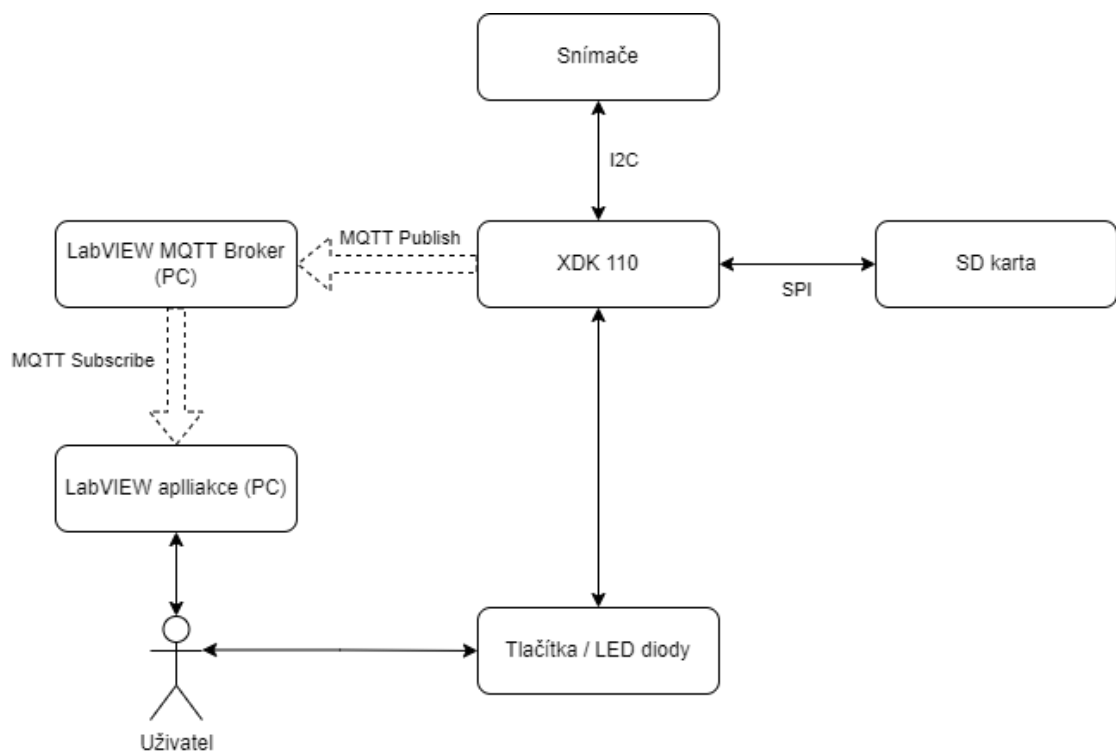 Snímače
I2C
LabVIEW MQTT Broker
(PC)
MQTT Publish
XDK 110
SPI
SD karta
MQTT Subscribe
LabVIEW aplliakce (PC)
Tlačítka / LED diody
Uživatel